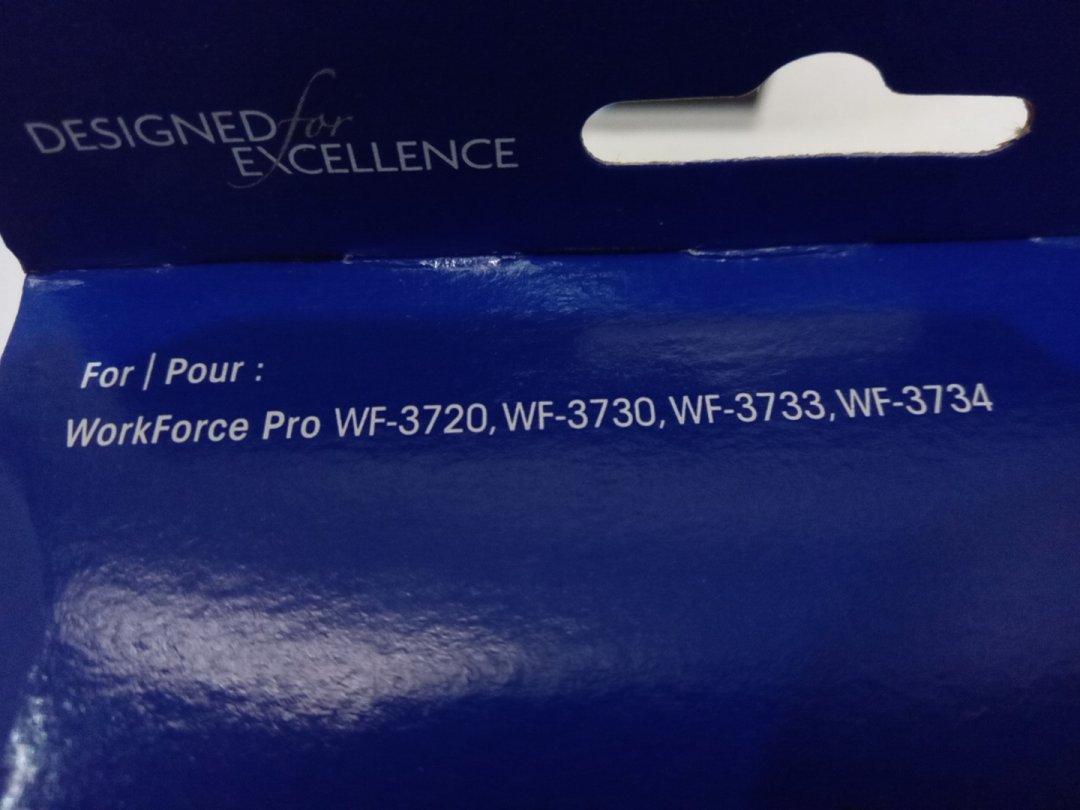 DESIGNED for
EXCELLENCE
For | Pour :
WorkForce Pro WF-3720, WF-3730, WF-3733, WF-3734